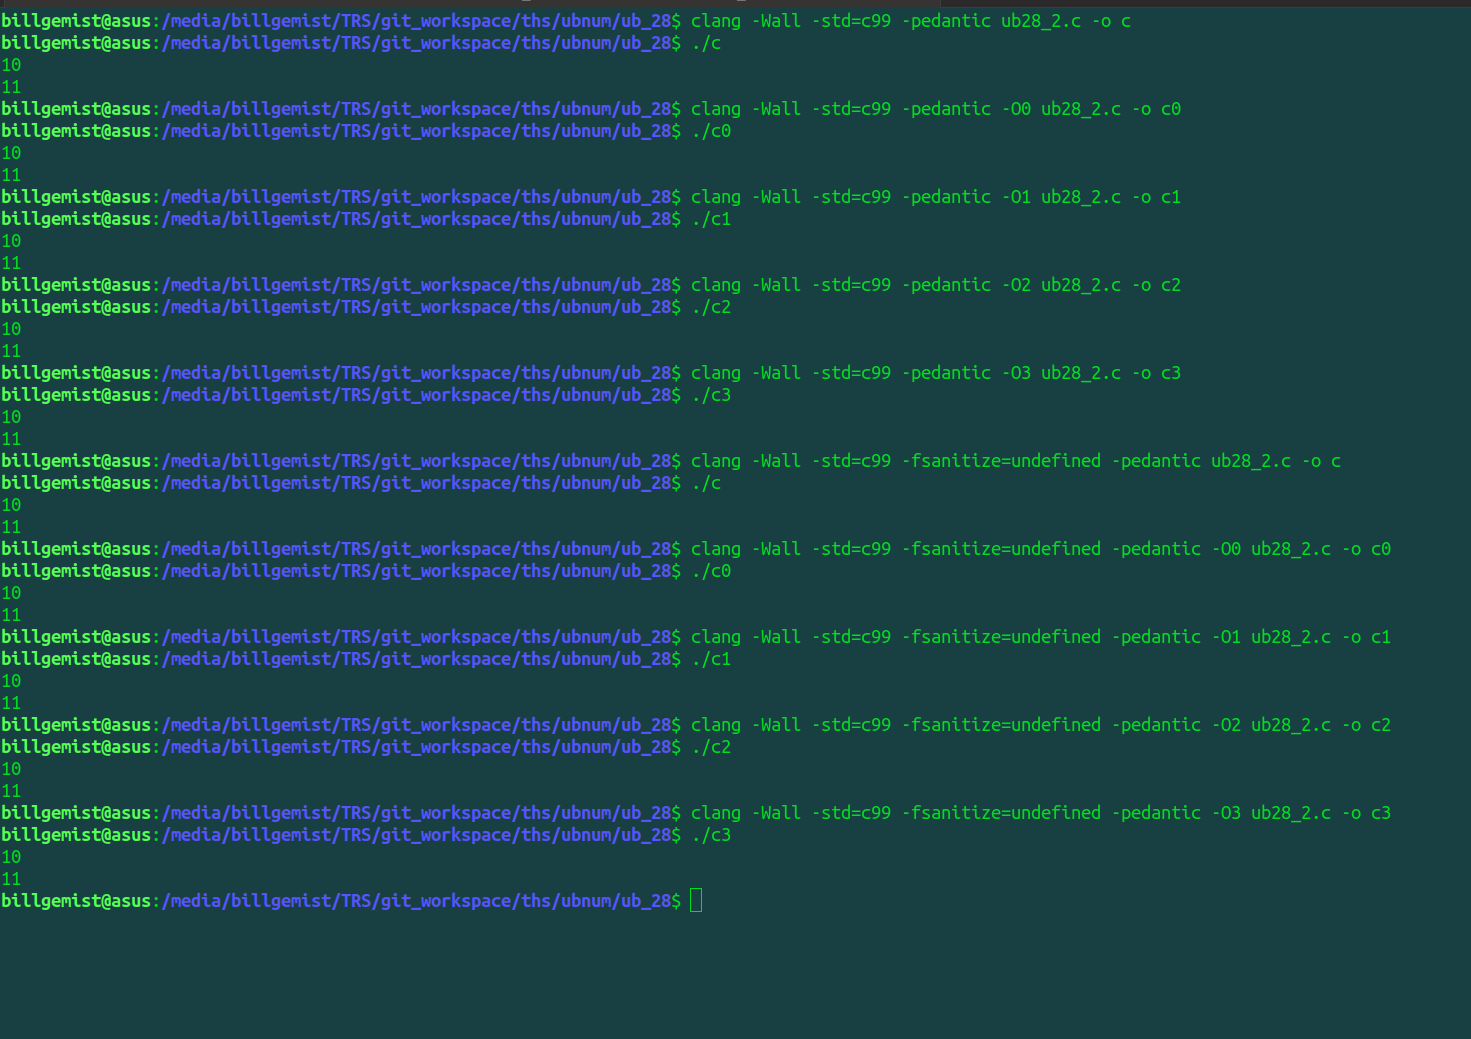 billgemist@asus:/media/billgemist/TRS/git_workspace/ths/ubnum/ub_28$ clang -Wall -std=c99 -pedantic ub28_2.c -o c
billgemist@asus:/media/billgemist/TRS/git_workspace/ths/ubnum/ub_28$ ./c
10
11
billgemist@asus:/media/billgemist/TRS/git_workspace/ths/ubnum/ub_28$ clang -Wall -std=c99 -pedantic -O0 ub28_2.c -o c0
billgemist@asus:/media/billgemist/TRS/git_workspace/ths/ubnum/ub_28$ ./c0
10
11
billgemist@asus:/media/billgemist/TRS/git_workspace/ths/ubnum/ub_28$ clang -Wall -std=c99 -pedantic -O1 ub28_2.c -o c1
billgemist@asus:/media/billgemist/TRS/git_workspace/ths/ubnum/ub_28$ ./c1
10
11
billgemist@asus:/media/billgemist/TRS/git_workspace/ths/ubnum/ub_28$ clang -Wall -std=c99 -pedantic -O2 ub28_2.c -o c2
billgemist@asus:/media/billgemist/TRS/git_workspace/ths/ubnum/ub_28$ ./c2
10
11
billgemist@asus:/media/billgemist/TRS/git_workspace/ths/ubnum/ub_28$ clang -Wall -std=c99 -pedantic -O3 ub28_2.c -o c3
billgemist@asus:/media/billgemist/TRS/git_workspace/ths/ubnum/ub_28$ ./c3
10
11
billgemist@asus:/media/billgemist/TRS/git_workspace/ths/ubnum/ub_28$ clang -Wall -std=c99 -fsanitize=undefined -pedantic ub28_2.c -o c
billgemist@asus:/media/billgemist/TRS/git_workspace/ths/ubnum/ub_28$ ./c
10
11
billgemist@asus:/media/billgemist/TRS/git_workspace/ths/ubnum/ub_28$ clang -Wall -std=c99 -fsanitize=undefined -pedantic -O0 ub28_2.c -o c0
billgemist@asus:/media/billgemist/TRS/git_workspace/ths/ubnum/ub_28$ ./c0
10
11
billgemist@asus:/media/billgemist/TRS/git_workspace/ths/ubnum/ub_28$ clang -Wall -std=c99 -fsanitize=undefined -pedantic -O1 ub28_2.c -o c1
billgemist@asus:/media/billgemist/TRS/git_workspace/ths/ubnum/ub_28$ ./c1
10
11
billgemist@asus:/media/billgemist/TRS/git_workspace/ths/ubnum/ub_28$ clang -Wall -std=c99 -fsanitize=undefined -pedantic -O2 ub28_2.c -o c2
billgemist@asus:/media/billgemist/TRS/git_workspace/ths/ubnum/ub_28$ ./c2
10
11
billgemist@asus:/media/billgemist/TRS/git_workspace/ths/ubnum/ub_28$ clang -Wall -std=c99 -fsanitize=undefined -pedantic -O3 ub28_2.c -o c3
billgemist@asus:/media/billgemist/TRS/git_workspace/ths/ubnum/ub_28$ ./c3
10
11
billgemist@asus:/media/billgemist/TRS/git_workspace/ths/ubnum/ub_28$